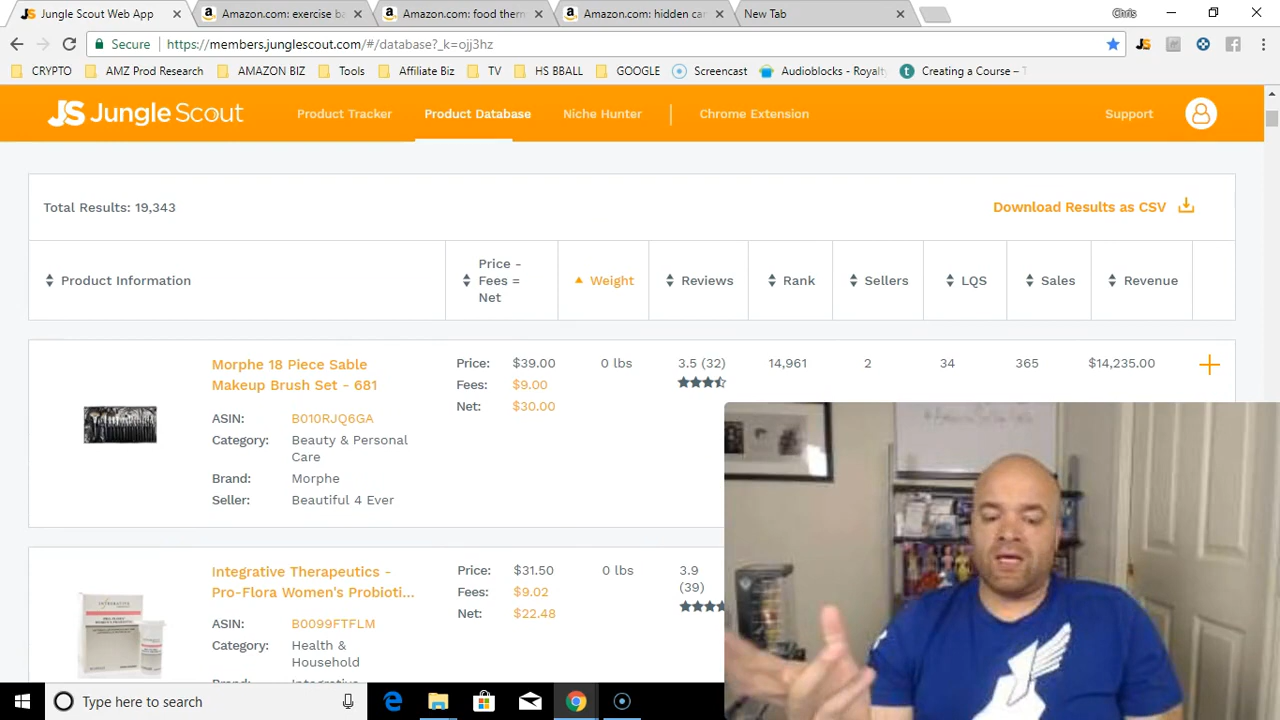 Jungle Scout Web App
Amazon.com: exercise ba
Amazon.com: food therm
Amazon.com: hidden can
New Tab
Chris
Secure
https://members.junglescout.com/#/database?_k=ojj3hz
CRYPTO
AMZ Prod Research
AMAZON BIZ
Tools
Affiliate Biz
TV
HS BBALL
GOOGLE
Screencast
Audioblocks - Royalty
Creating a Course – T
JS Jungle Scout
Product Tracker
Product Database
Niche Hunter
Chrome Extension
Support
Total Results: 19,343
Download Results as CSV
Product Information
Price -
Fees =
Net
Weight
Reviews
Rank
Sellers
LQS
Sales
Revenue
Morphe 18 Piece Sable
Makeup Brush Set - 681
ASIN: B010RJQ6GA
Category: Beauty & Personal
Care
Brand: Morphe
Seller: Beautiful 4 Ever
Price: $39.00
Fees: $9.00
Net: $30.00
0 lbs
3.5 (32)
14,961
2
34
365
$14,235.00
+
Integrative Therapeutics -
Pro-Flora Women's Probioti...
ASIN: B0099FTFLM
Category: Health &
Household
Brand: Integrative
Price: $31.50
Fees: $9.02
Net: $22.48
0 lbs
3.9
(39)
Type here to search